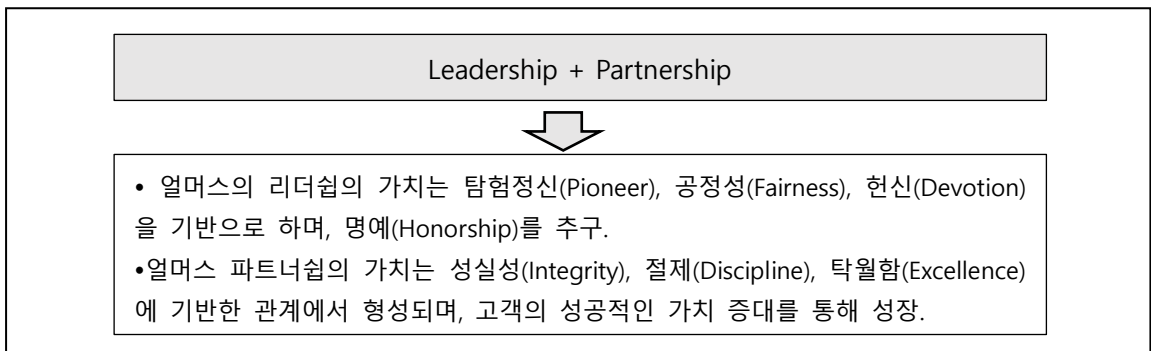 Leadership + Partnership
• 얼머스의 리더쉽의 가치는 탐험정신(Pioneer), 공정성(Fairness), 헌신(Devotion)
을 기반으로 하며, 명예(Honorship)를 추구.
•얼머스 파트너쉽의 가치는 성실성(Integrity), 절제(Discipline), 탁월함(Excellence)
에 기반한 관계에서 형성되며, 고객의 성공적인 가치 증대를 통해 성장.